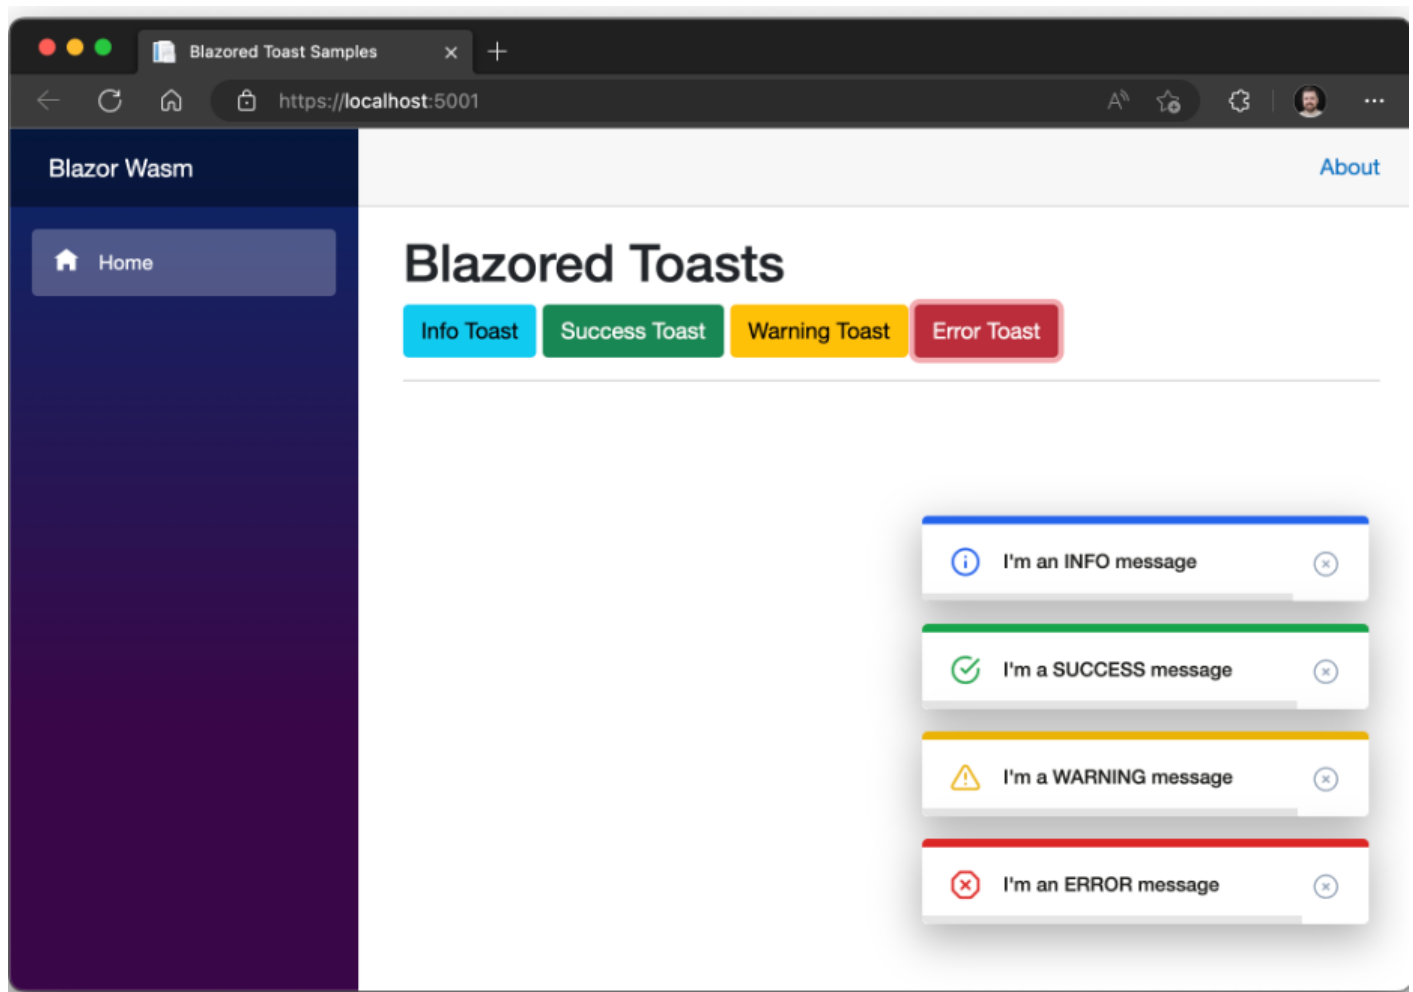 Blazored Toast Samples
https://localhost:5001
Blazor Wasm
About
Home
Blazored Toasts
Info Toast
Success Toast
Warning Toast
Error Toast
I'm an INFO message
I'm a SUCCESS message
I'm a WARNING message
I'm an ERROR message